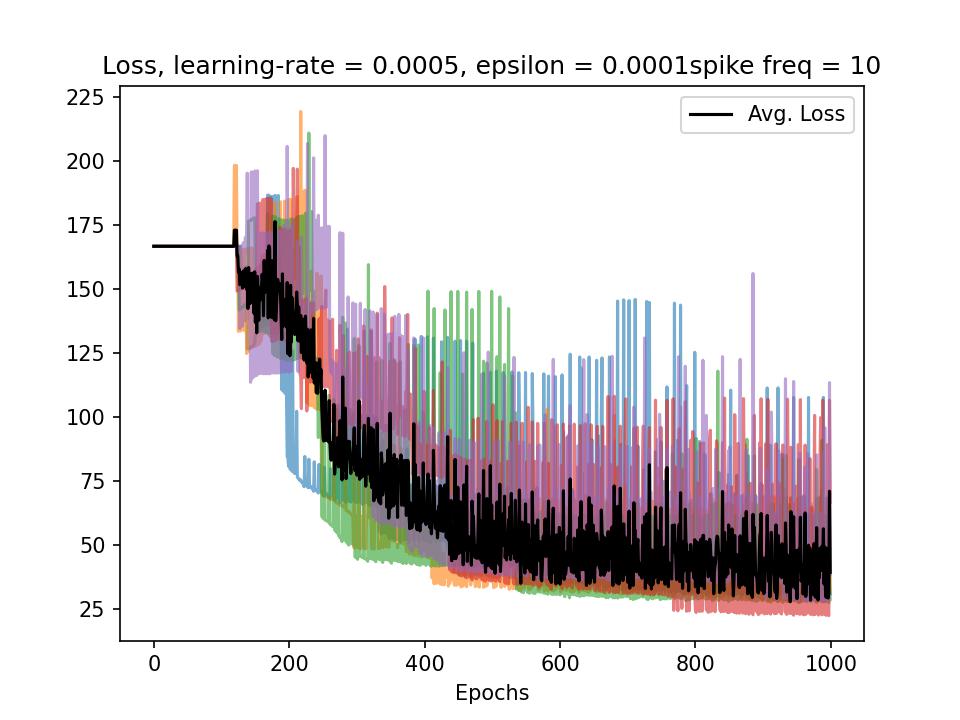 Loss, learning-rate = 0.0005, epsilon = 0.0001spike freq = 10
Avg. Loss
225
200
175
150
125
100
75
50
25
0 200 400 600 800 1000
Epochs